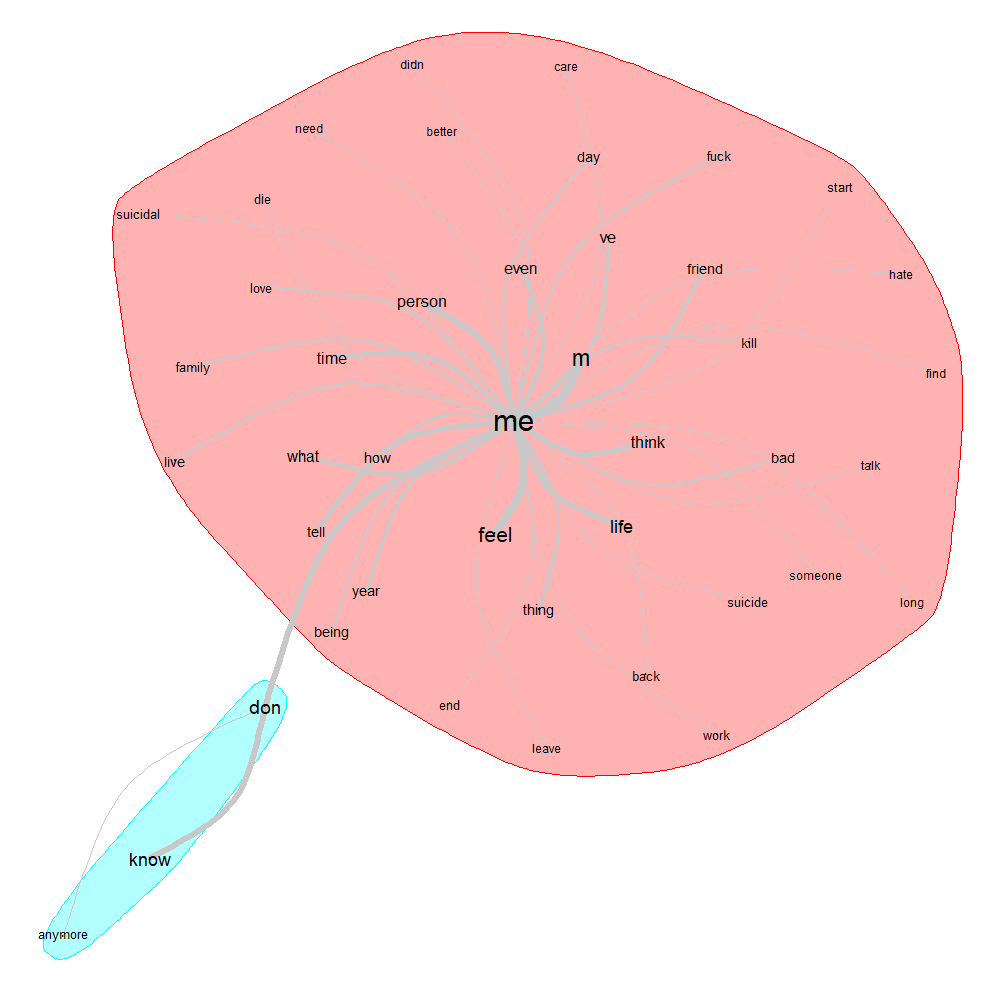 didn
care
need
better
day
fuck
start
die
suicidal
ve
even
friend
hate
love
person
kill
time
m
family
find
me
think
what
how
bad
live
talk
tell
feel
life
someone
year
suicide
long
thing
being
back
end
don
work
leave
know
anymore